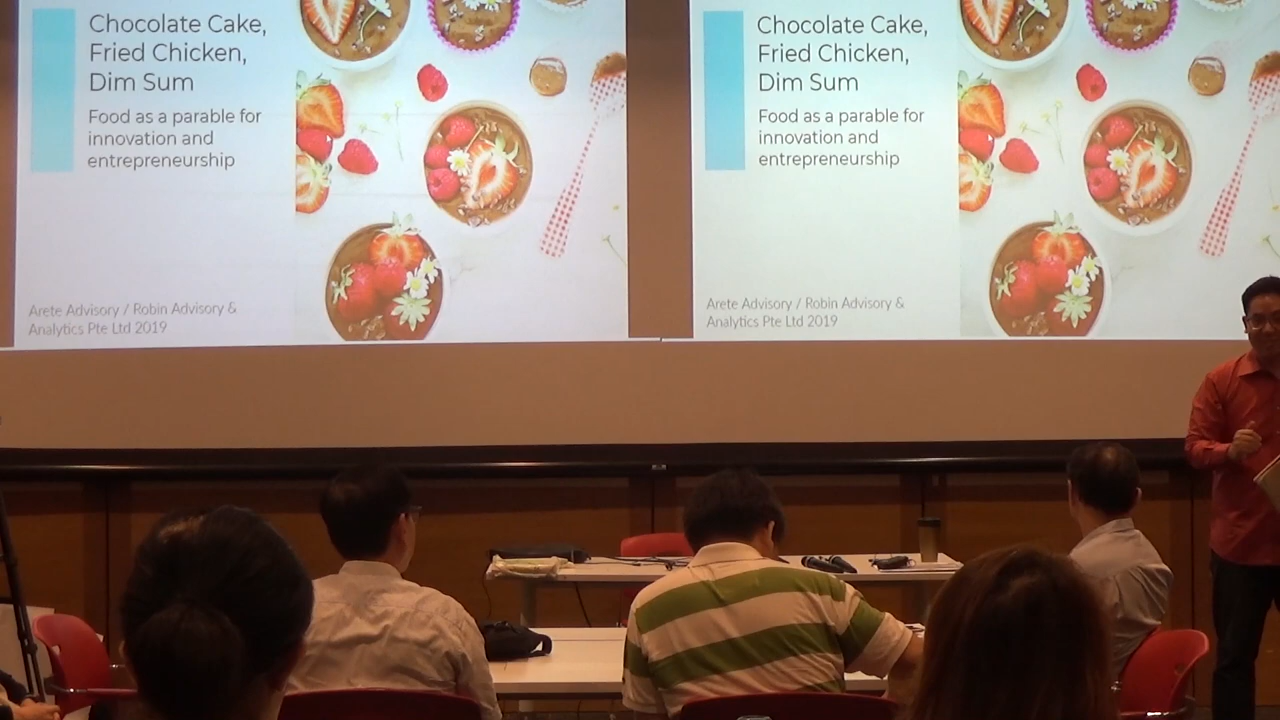 Chocolate Cake,
Fried Chicken,
Dim Sum
Food as a parable for
innovation and
entrepreneurship
Arete Advisory / Robin Advisory &
Analytics Pte Ltd 2019
Chocolate Cake,
Fried Chicken,
Dim Sum
Food as a parable for
innovation and
entrepreneurship
Arete Advisory / Robin Advisory &
Analytics Pte Ltd 2019